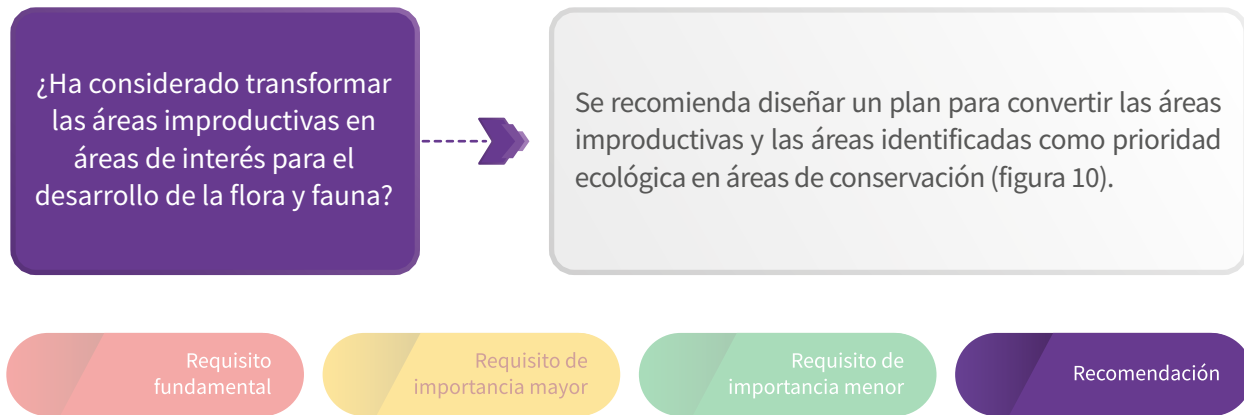 ¿Ha considerado transformar
las áreas improductivas en
áreas de interés para el
desarrollo de la flora y fauna?
Se recomienda diseñar un plan para convertir las áreas
improductivas y las áreas identificadas como prioridad
ecológica en áreas de conservación (figura 10).
Requisito
fundamental
Requisito de
importancia mayor
Requisito de
importancia menor
Recomendación